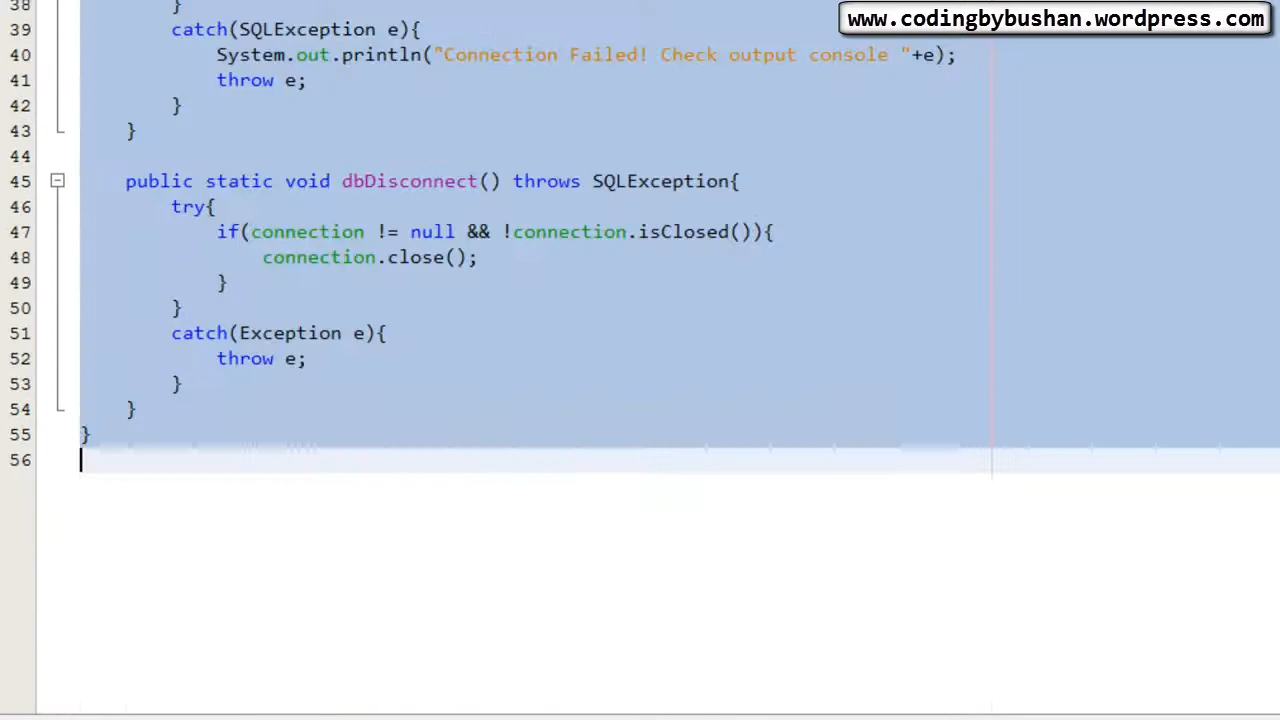 www.codingbybushan.wordpress.com
38 }
39 catch(SQLException e){
40 System.out.println("Connection Failed! Check output console "+e);
41 throw e;
42 }
43 }
44
45 public static void dbDisconnect() throws SQLException{
46 try{
47 if(connection != null && !connection.isClosed()){
48 connection.close();
49 }
50 }
51 catch(Exception e){
52 throw e;
53 }
54 }
55 }
56